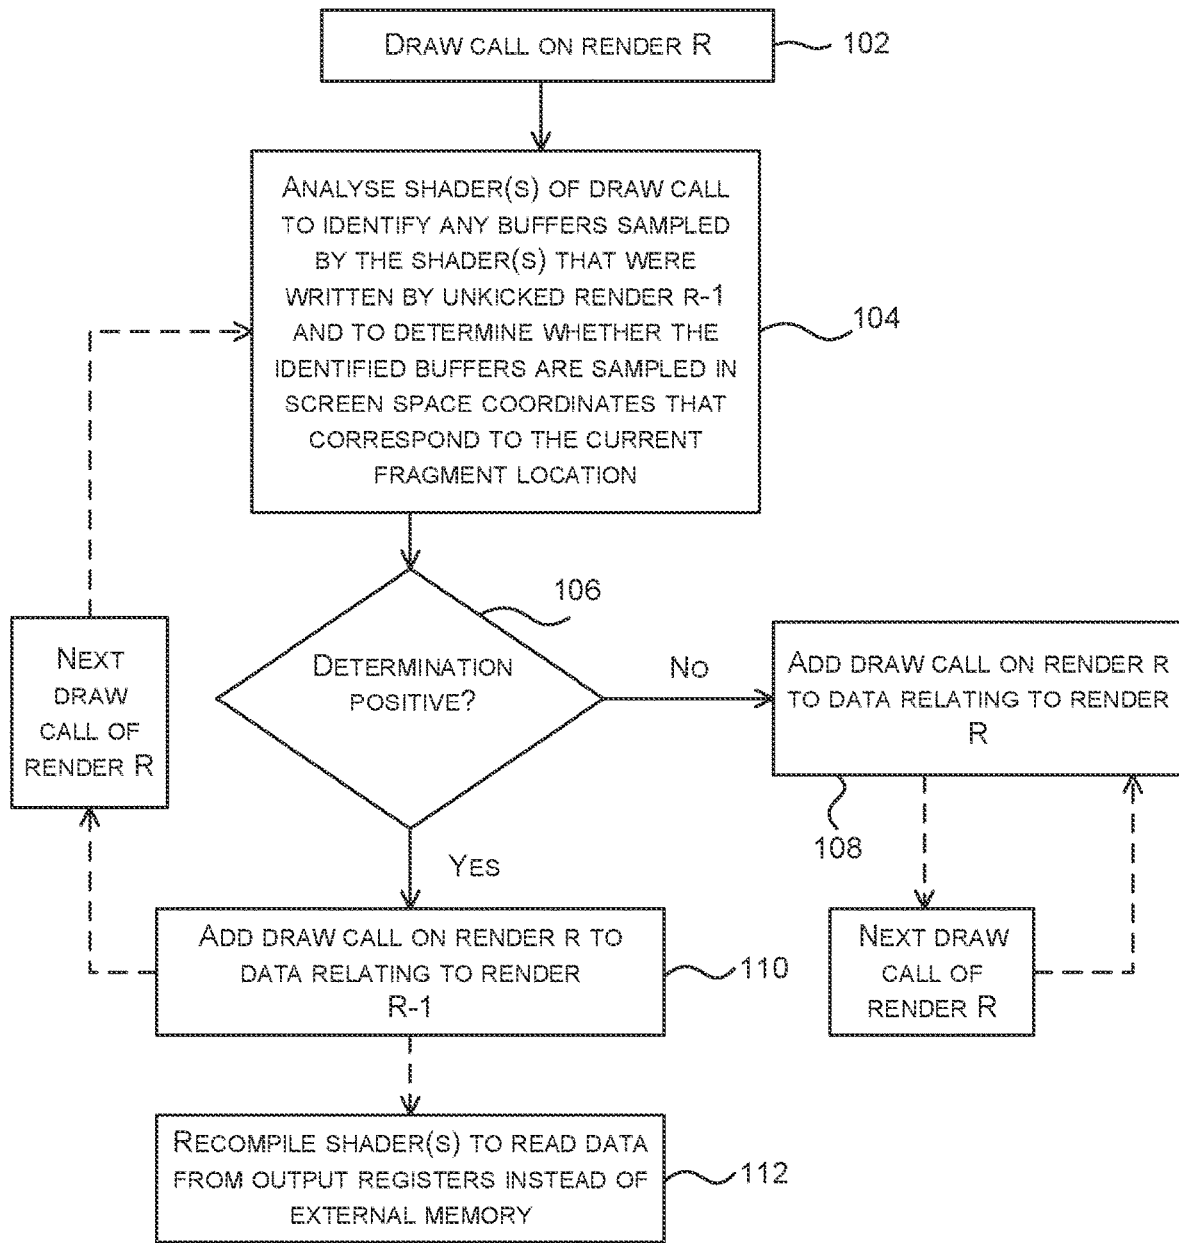 DRAW CALL ON RENDER R
102
ANALYSE SHADER(S) OF DRAW CALL
TO IDENTIFY ANY BUFFERS SAMPLED
BY THE SHADER(S) THAT WERE
WRITTEN BY UNKICKED RENDER R-1
AND TO DETERMINE WHETHER THE
IDENTIFIED BUFFERS ARE SAMPLED IN
SCREEN SPACE COORDINATES THAT
CORRESPOND TO THE CURRENT
FRAGMENT LOCATION
104
106
DETERMINATION
POSITIVE?
NEXT
DRAW
CALL OF
RENDER R
NO
ADD DRAW CALL ON RENDER R
TO DATA RELATING TO RENDER
R
108
YES
ADD DRAW CALL ON RENDER R TO
DATA RELATING TO RENDER
R-1
110
NEXT DRAW
CALL OF
RENDER R
RECOMPILE SHADER(S) TO READ DATA
FROM OUTPUT REGISTERS INSTEAD OF
EXTERNAL MEMORY
112